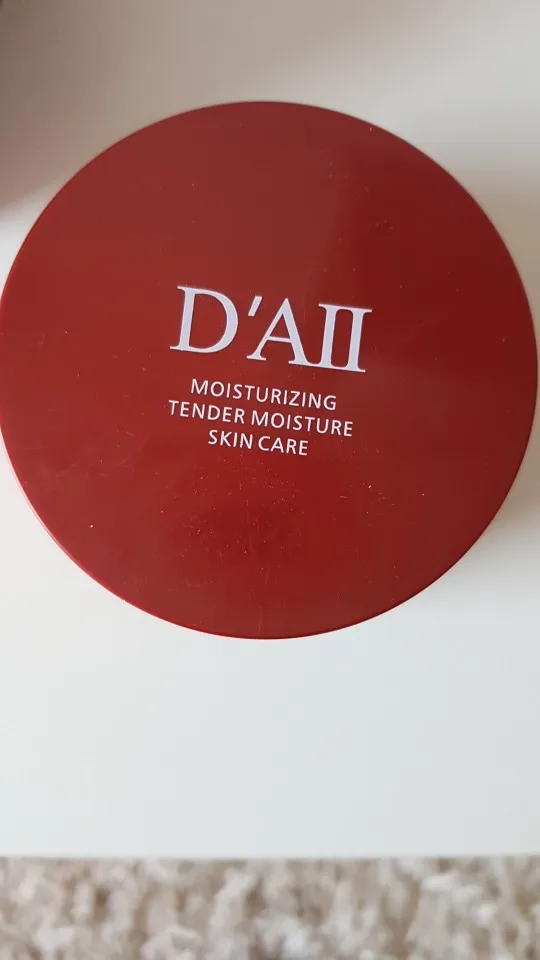 D'AII
MOISTURIZING
TENDER MOISTURE
SKIN CARE